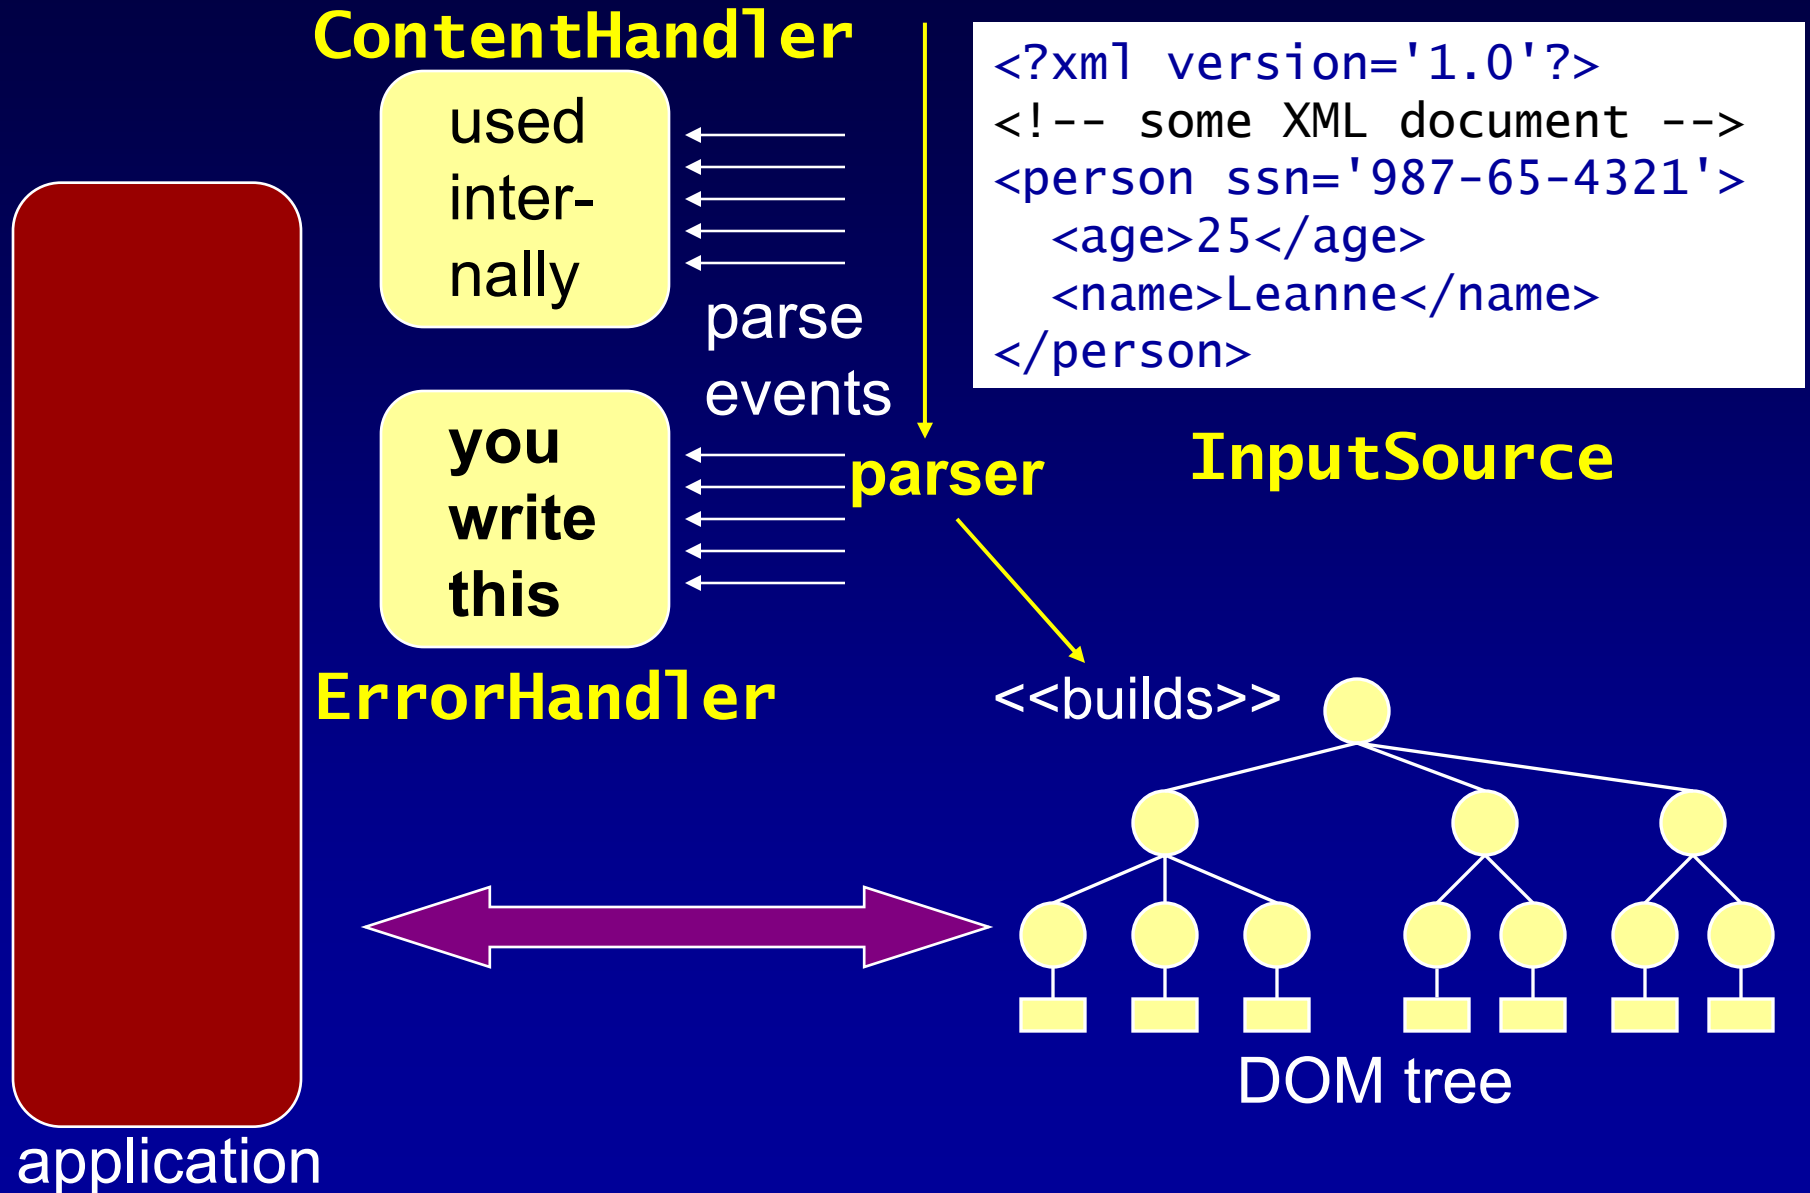 ContentHandler
used
inter-
nally
parse
events
you
write
this
ErrorHandler
parser
<?xml version='1.0'?>
<!-- some XML document -->
<person ssn='987-65-4321'>
  <age>25</age>
  <name>Leanne</name>
</person>
InputSource
<<builds>>
DOM tree
application